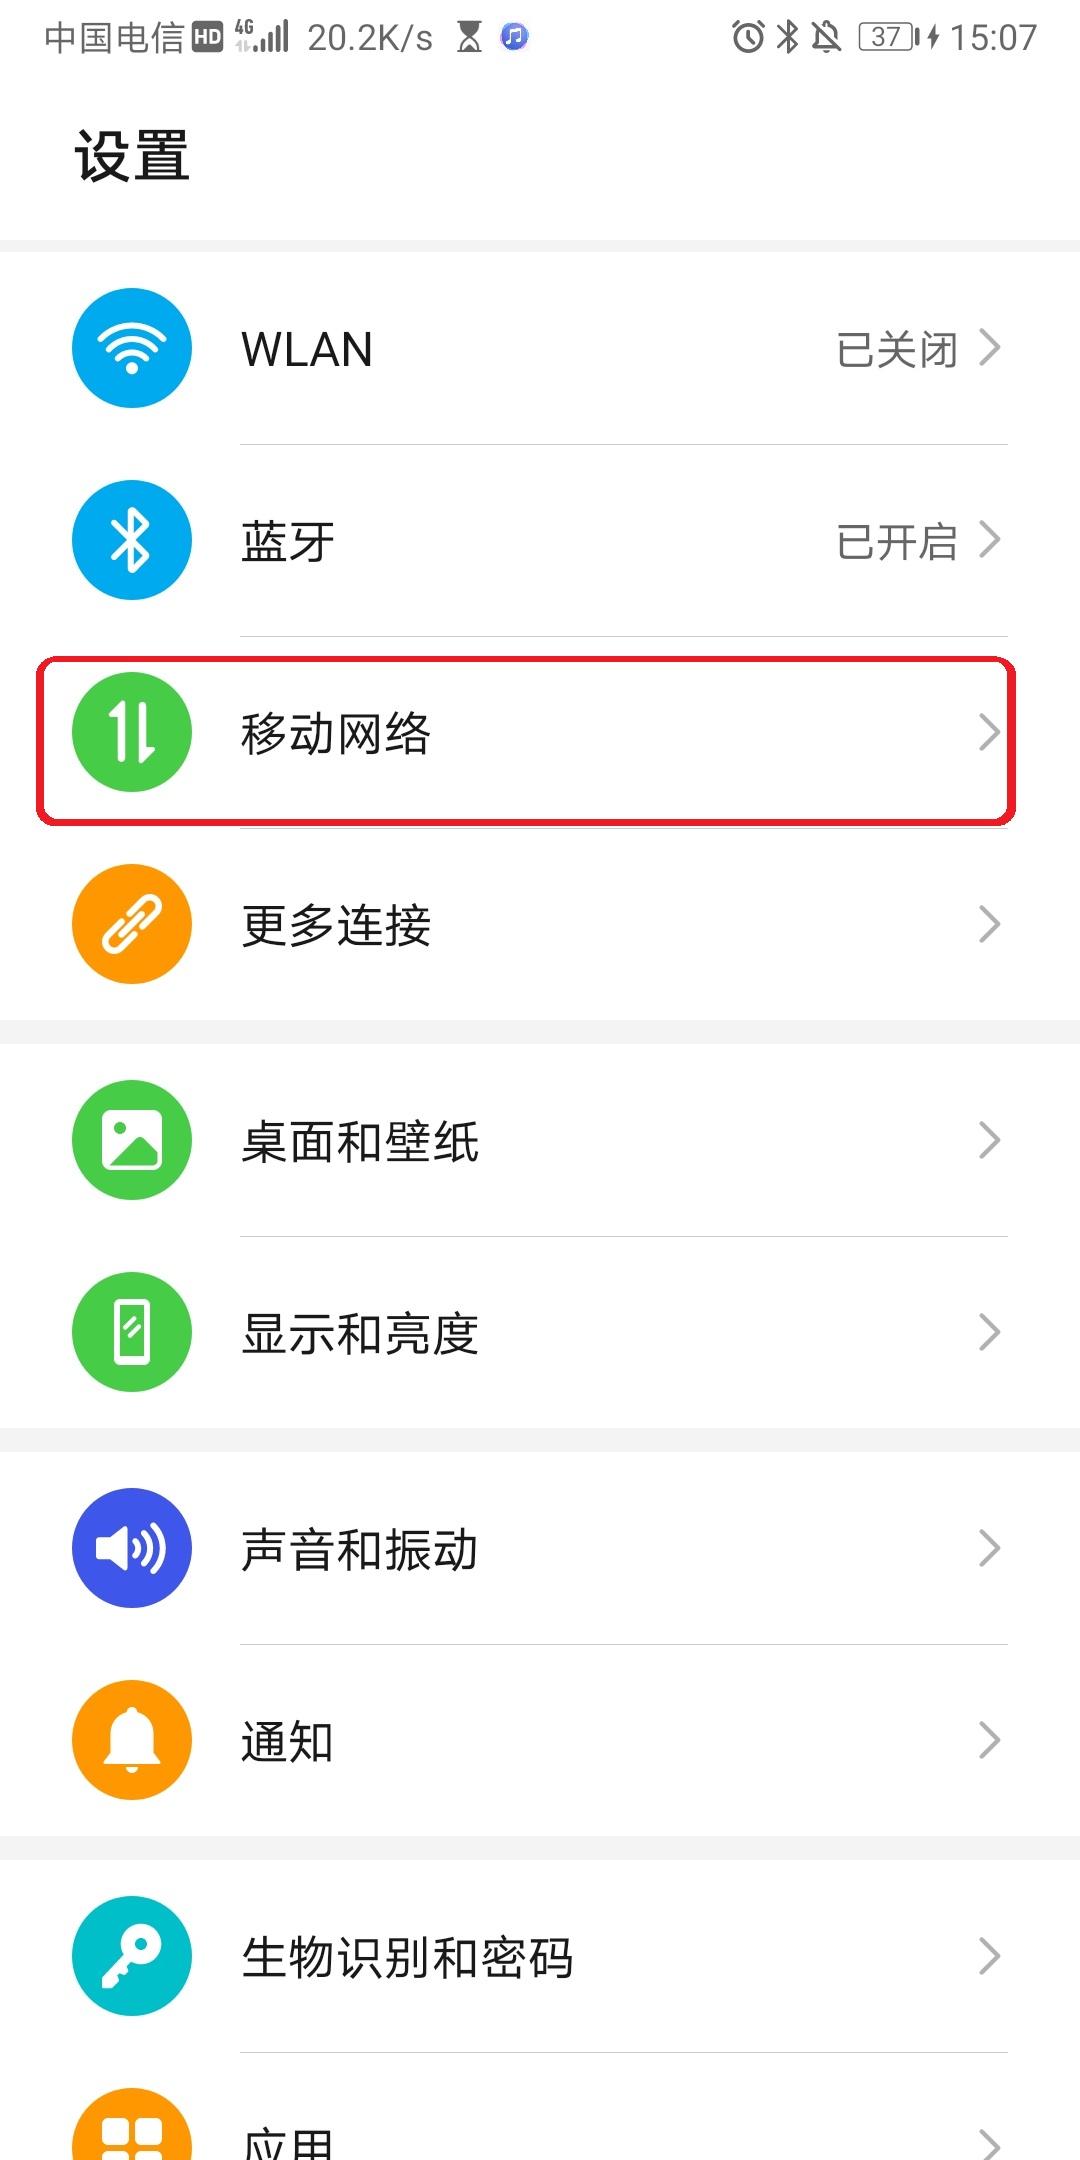 中国电信 HD 4G 20.2K/s 37 15:07
设置
WLAN 已关闭
蓝牙 已开启
移动网络
更多连接
桌面和壁纸
显示和亮度
声音和振动
通知
生物识别和密码
应用